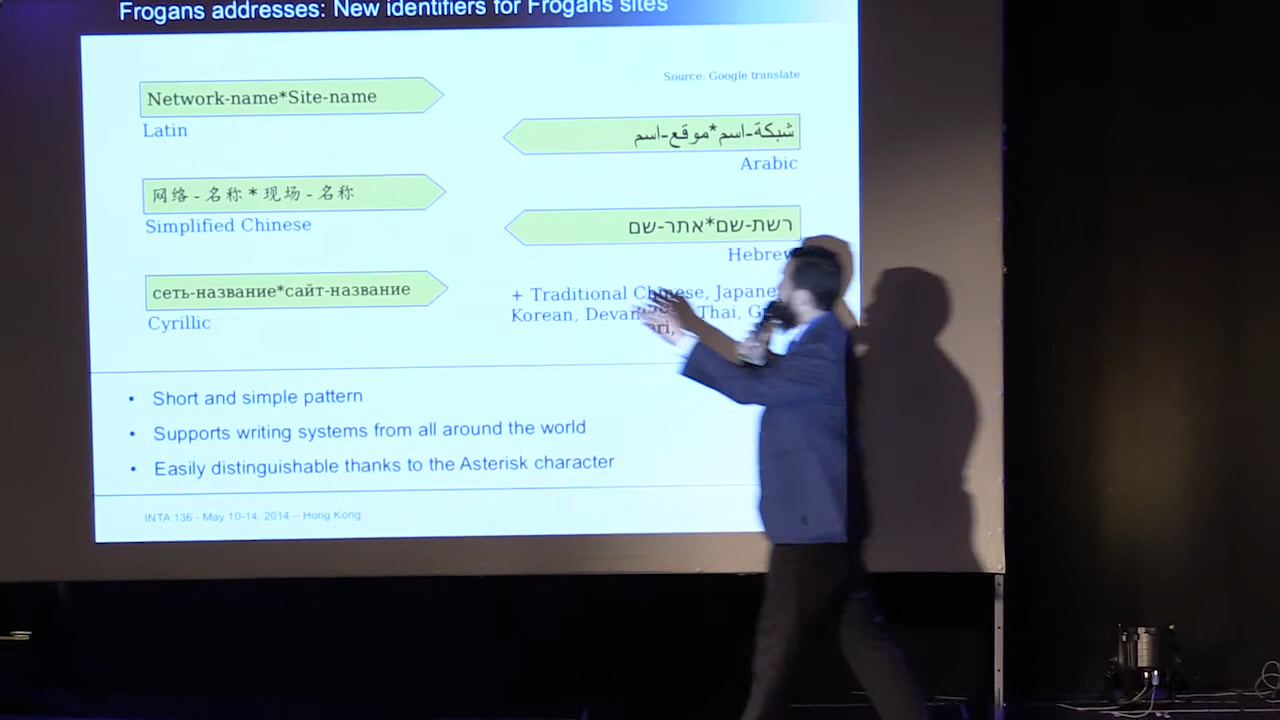 Frogans addresses: New identifiers for Frogans sites
Network-name*Site-name
Latin
网络-名称*现场-名称
Simplified Chinese
сеть-название*сайт-название
Cyrillic
Source: Google translate
شبكة-اسم*موقع-اسم
Arabic
רשת-שם*אתר-שם
Hebrew
+ Traditional Chinese,
Korean, Thai,
• Short and simple pattern
• Supports writing systems from all around the world
• Easily distinguishable thanks to the Asterisk character
INTA 136 - May 10-14, 2014 – Hong Kong